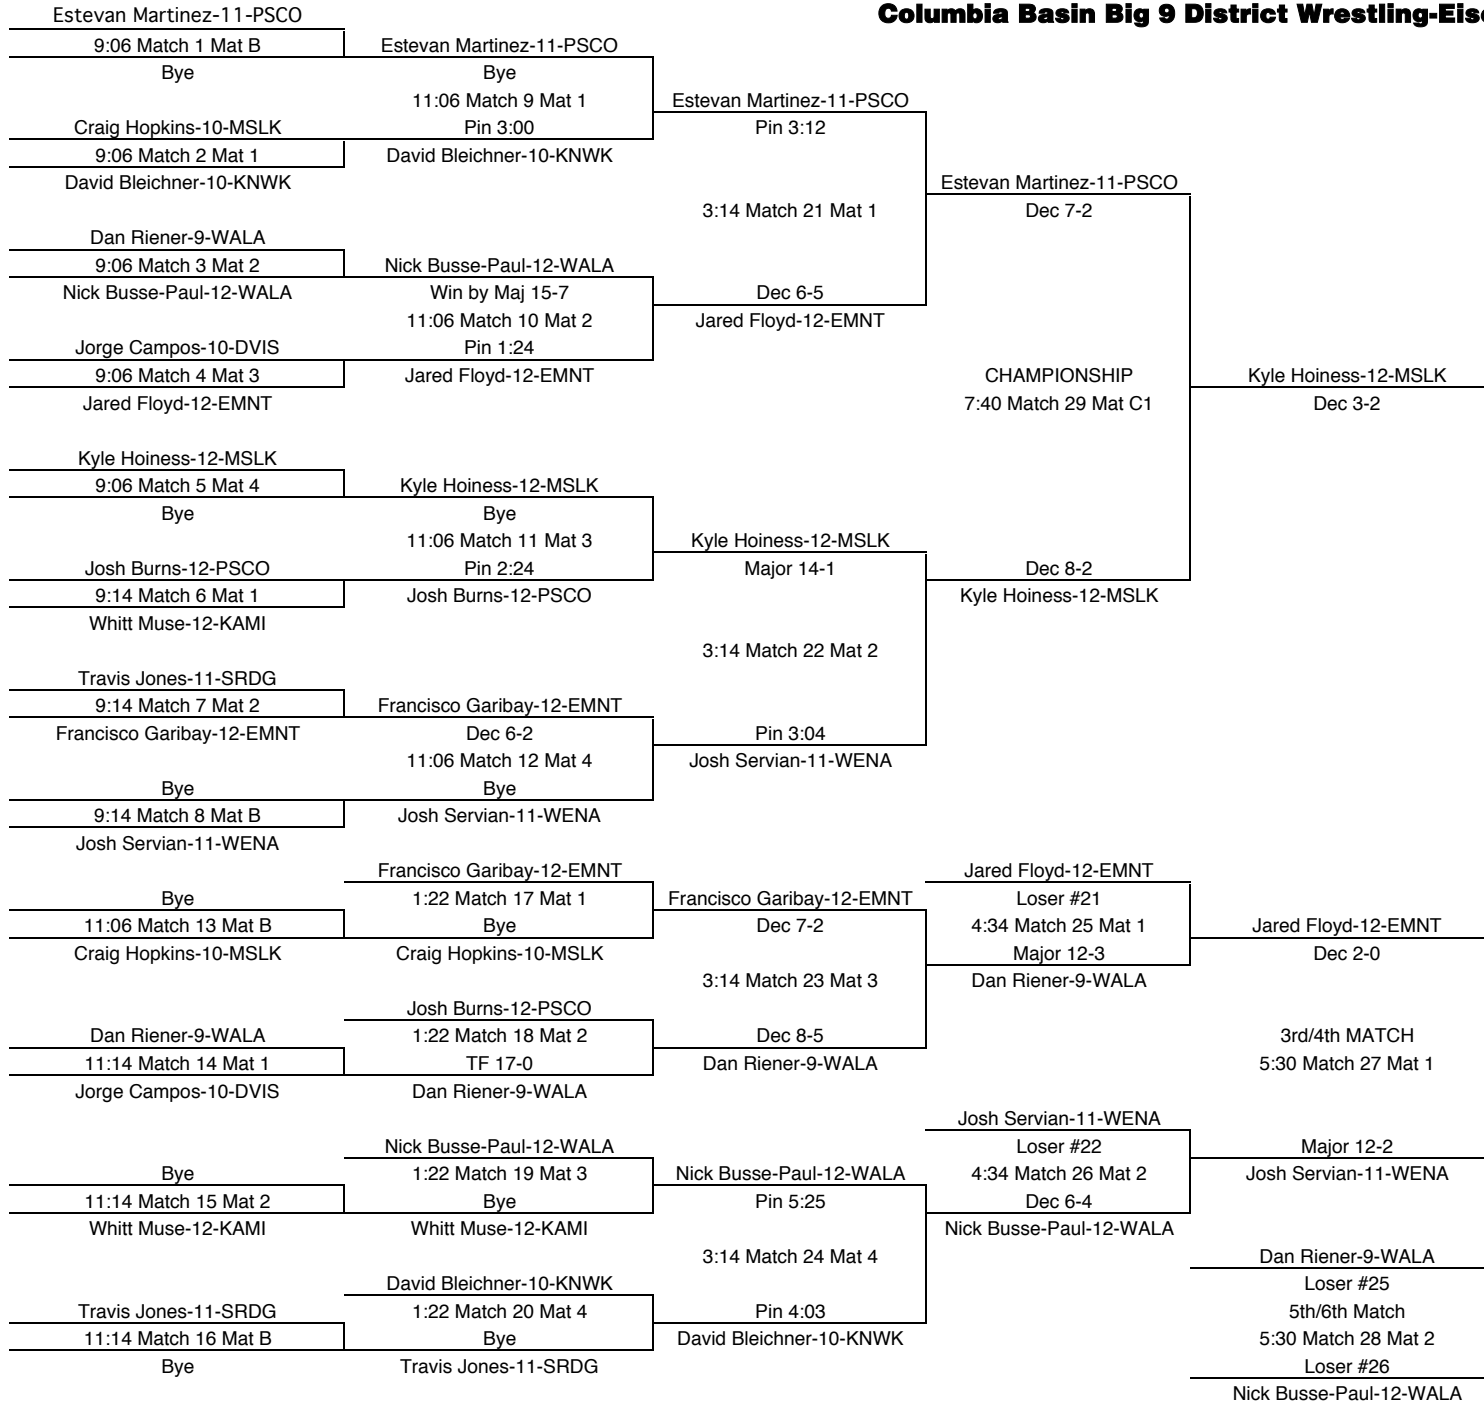 Columbia Basin Big 9 District Wrestling-Eise
Estevan Martinez-11-PSCO
9:06 Match 1 Mat B
Bye
Craig Hopkins-10-MSLK
9:06 Match 2 Mat 1
David Bleichner-10-KNWK
Dan Riener-9-WALA
9:06 Match 3 Mat 2
Nick Busse-Paul-12-WALA
Jorge Campos-10-DVIS
9:06 Match 4 Mat 3
Jared Floyd-12-EMNT
Kyle Hoiness-12-MSLK
9:06 Match 5 Mat 4
Bye
Josh Burns-12-PSCO
9:14 Match 6 Mat 1
Whitt Muse-12-KAMI
Travis Jones-11-SRDG
9:14 Match 7 Mat 2
Francisco Garibay-12-EMNT
Bye
9:14 Match 8 Mat B
Josh Servian-11-WENA
Estevan Martinez-11-PSCO
Bye
11:06 Match 9 Mat 1
Pin 3:00
David Bleichner-10-KNWK
Nick Busse-Paul-12-WALA
Win by Maj 15-7
11:06 Match 10 Mat 2
Pin 1:24
Jared Floyd-12-EMNT
Kyle Hoiness-12-MSLK
Bye
11:06 Match 11 Mat 3
Pin 2:24
Josh Burns-12-PSCO
Francisco Garibay-12-EMNT
Dec 6-2
11:06 Match 12 Mat 4
Bye
Josh Servian-11-WENA
Estevan Martinez-11-PSCO
Pin 3:12
3:14 Match 21 Mat 1
Dec 6-5
Jared Floyd-12-EMNT
Kyle Hoiness-12-MSLK
Major 14-1
3:14 Match 22 Mat 2
Pin 3:04
Josh Servian-11-WENA
Estevan Martinez-11-PSCO
Dec 7-2
CHAMPIONSHIP
7:40 Match 29 Mat C1
Dec 8-2
Kyle Hoiness-12-MSLK
Kyle Hoiness-12-MSLK
Dec 3-2
Bye
11:06 Match 13 Mat B
Craig Hopkins-10-MSLK
Dan Riener-9-WALA
11:14 Match 14 Mat 1
Jorge Campos-10-DVIS
Bye
11:14 Match 15 Mat 2
Whitt Muse-12-KAMI
Travis Jones-11-SRDG
11:14 Match 16 Mat B
Bye
Francisco Garibay-12-EMNT
1:22 Match 17 Mat 1
Bye
Craig Hopkins-10-MSLK
Josh Burns-12-PSCO
1:22 Match 18 Mat 2
TF 17-0
Dan Riener-9-WALA
Nick Busse-Paul-12-WALA
1:22 Match 19 Mat 3
Bye
Whitt Muse-12-KAMI
David Bleichner-10-KNWK
1:22 Match 20 Mat 4
Bye
Travis Jones-11-SRDG
Francisco Garibay-12-EMNT
Dec 7-2
3:14 Match 23 Mat 3
Dec 8-5
Dan Riener-9-WALA
Nick Busse-Paul-12-WALA
Pin 5:25
3:14 Match 24 Mat 4
Pin 4:03
David Bleichner-10-KNWK
Jared Floyd-12-EMNT
Loser #21
4:34 Match 25 Mat 1
Major 12-3
Dan Riener-9-WALA
Josh Servian-11-WENA
Loser #22
4:34 Match 26 Mat 2
Dec 6-4
Nick Busse-Paul-12-WALA
Jared Floyd-12-EMNT
Dec 2-0
3rd/4th MATCH
5:30 Match 27 Mat 1
Major 12-2
Josh Servian-11-WENA
Dan Riener-9-WALA
Loser #25
5th/6th Match
5:30 Match 28 Mat 2
Loser #26
Nick Busse-Paul-12-WALA